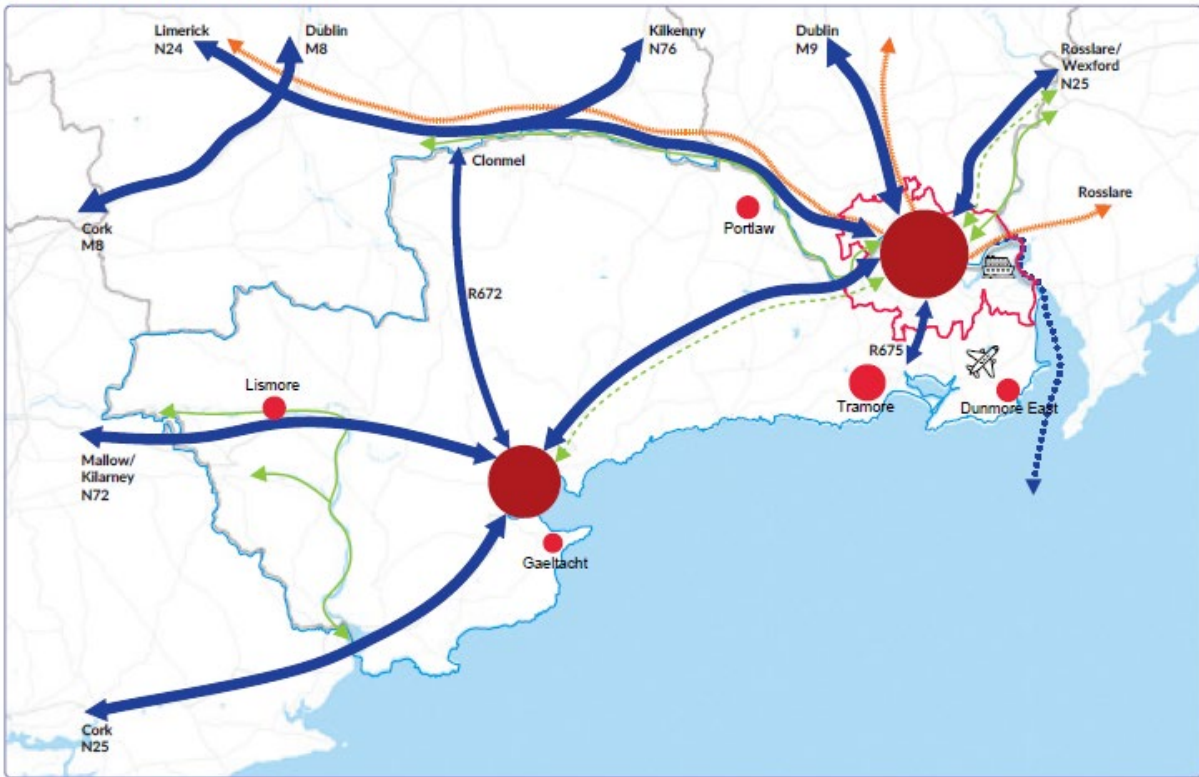 Limerick
N24
Dublin
M8
Kilkenny
N76
Dublin
M9
Rosslare/
Wexford
N25
Clonmel
Rosslare
Portlaw
Cork
M8
R672
R675
Lismore
Tramore
Dunmore East
Mallow/
Kilarney
N72
Gaeltacht
Cork
N25